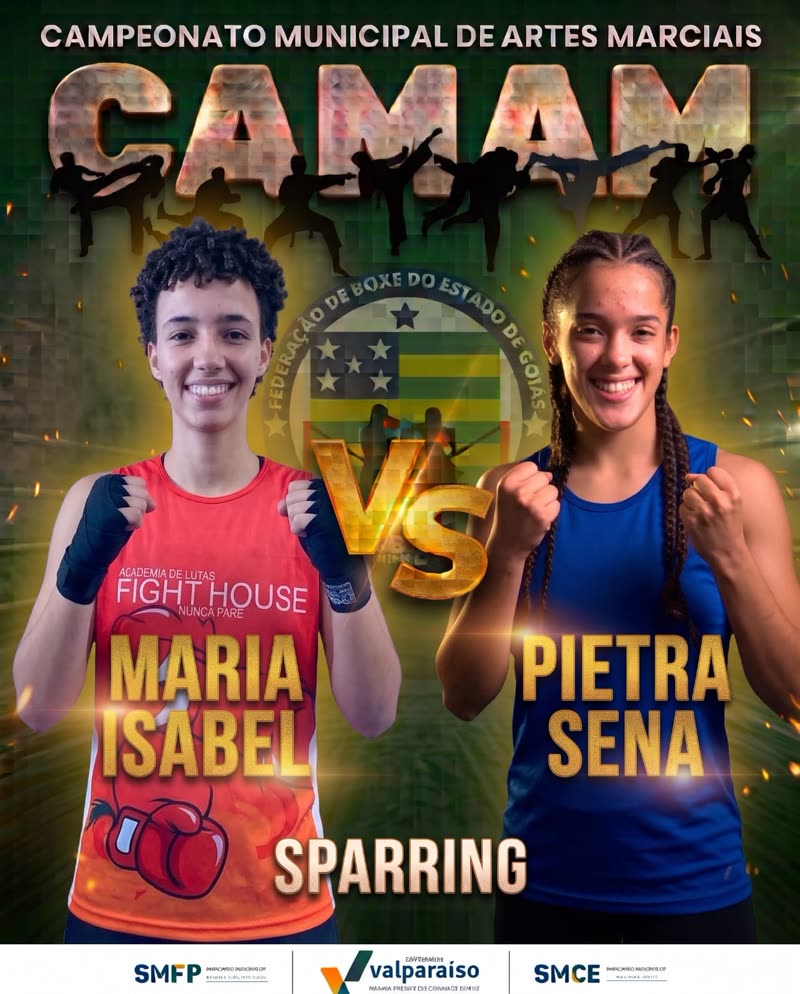 CAMPEONATO MUNICIPAL DE ARTES MARCIAIS
CAMAM
FEDERAÇÃO DE BOXE DO ESTADO DE GOIÁS
VS
ACADEMIA DE LUTAS
FIGHT HOUSE
NUNCA PARE
MARIA
ISABEL
PIETRA
SENA
SPARRING
SMFP
valparaíso
SMCE